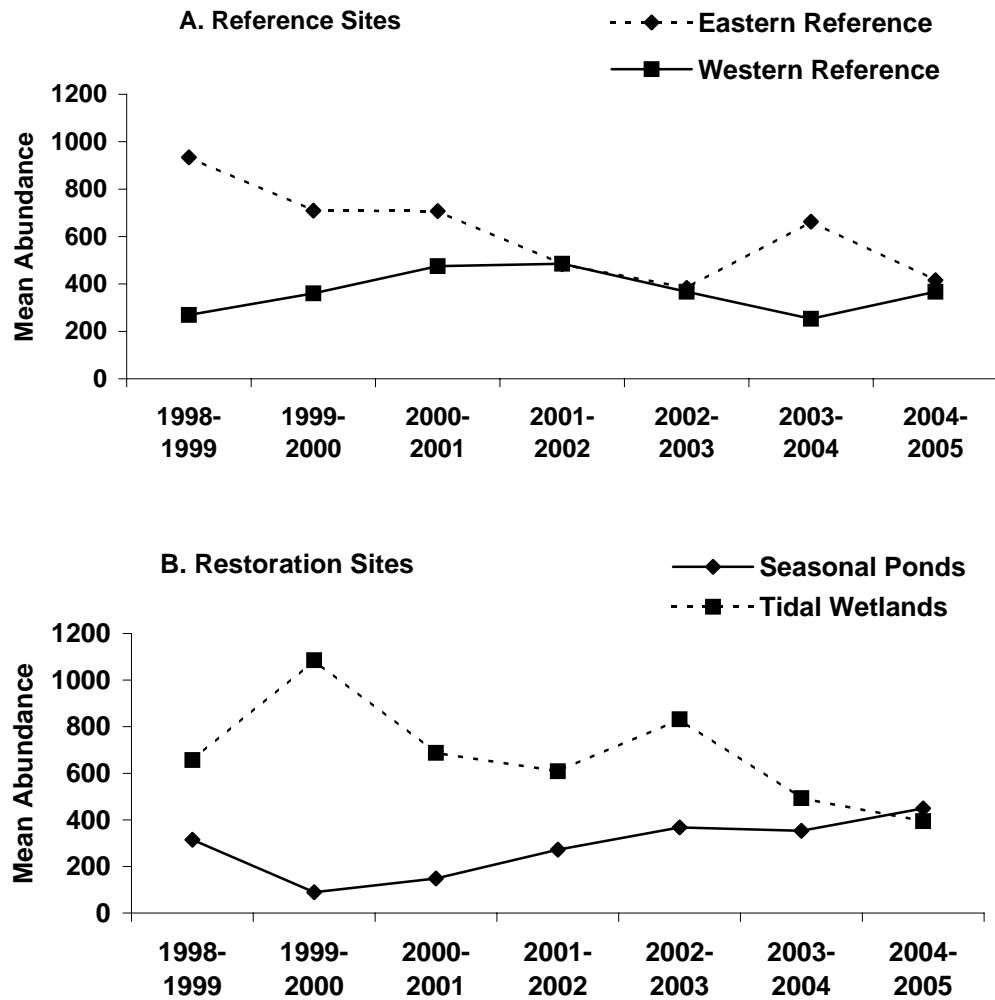 A. Reference Sites
Eastern Reference
Western Reference
Mean Abundance
1200
1000
800
600
400
200
0
1998- 1999- 2000- 2001- 2002- 2003- 2004-
1999 2000 2001 2002 2003 2004 2005
B. Restoration Sites
Seasonal Ponds
Tidal Wetlands
Mean Abundance
1200
1000
800
600
400
200
0
1998- 1999- 2000- 2001- 2002- 2003- 2004-
1999 2000 2001 2002 2003 2004 2005